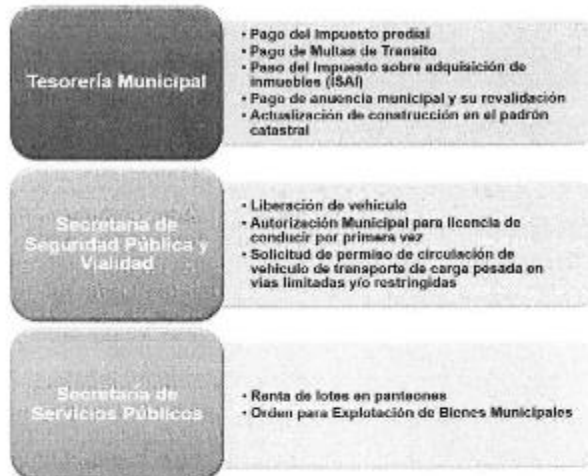 Tesorería Municipal
• Pago del Impuesto predial
• Pago de Multas de Transito
• Paso del Impuesto sobre adquisición de
inmuebles (ISAI)
• Pago de anuencia municipal y su revalidación
• Actualización de construcción en el padrón
catastral
Secretaría de
Seguridad Pública y
Vialidad
• Liberación de vehículo
• Autorización Municipal para licencia de
conducir por primera vez
• Solicitud de permiso de circulación de
vehículo de transporte de carga pesada en
vías limitadas y/o restringidas
Secretaría de
Servicios Públicos
• Renta de lotes en panteones
• Orden para Explotación de Bienes Municipales